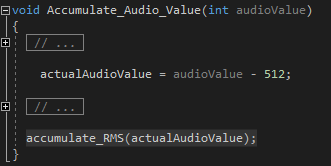 void Accumulate_Audio_Value(int audioValue)
{
// ...
actualAudioValue = audioValue - 512;
// ...
accumulate_RMS(actualAudioValue);
}